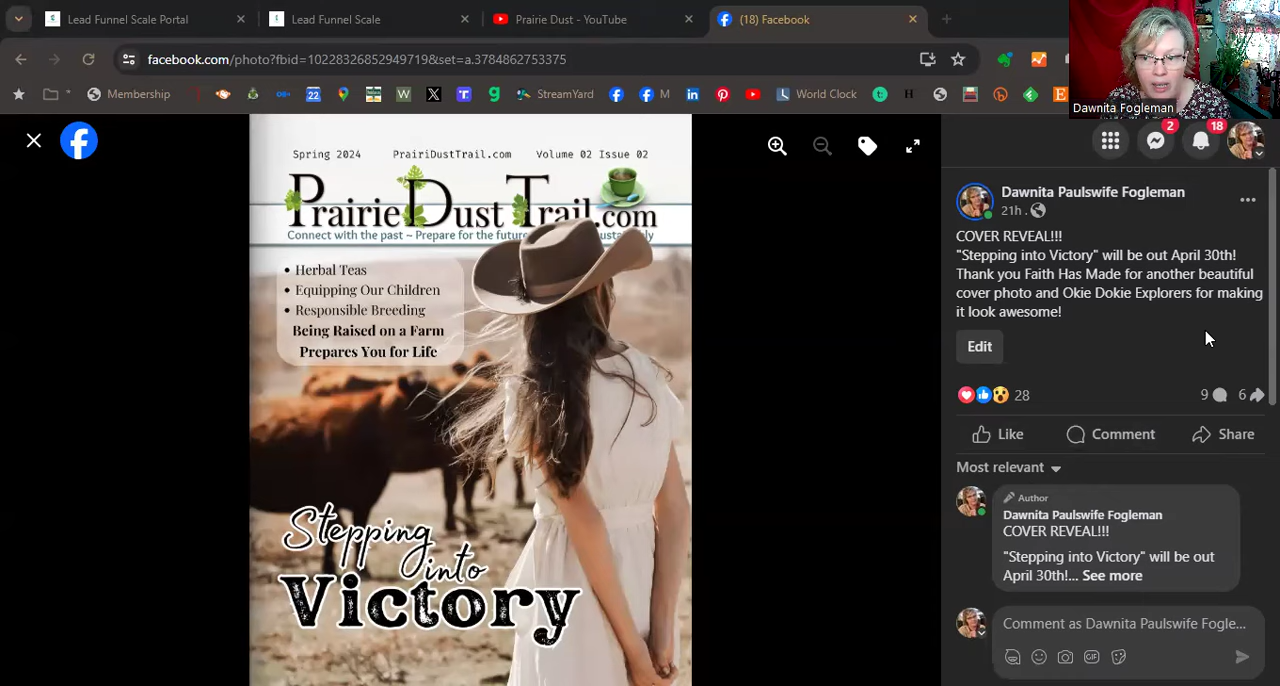 Lead Funnel Scale Portal
Lead Funnel Scale
Prairie Dust - YouTube
(18) Facebook
facebook.com/photo?fbid=10228326852949719&set=a.3784862753375
Membership
22
W
X
T
g
StreamYard
M
World Clock
H
E
Dawnita Fogleman
2
18
Spring 2024 PrairiDustTrail.com Volume 02 Issue 02
PrairieDustTrail.com
Connect with the past ~ Prepare for the future
• Herbal Teas
• Equipping Our Children
• Responsible Breeding
Being Raised on a Farm
Prepares You for Life
Stepping
into
Victory
Dawnita Paulswife Fogleman
21h ·
COVER REVEAL!!!
"Stepping into Victory" will be out April 30th!
Thank you Faith Has Made for another beautiful
cover photo and Okie Dokie Explorers for making
it look awesome!
Edit
28
9
6
Like
Comment
Share
Most relevant
Author
Dawnita Paulswife Fogleman
COVER REVEAL!!!
"Stepping into Victory" will be out
April 30th!... See more
Comment as Dawnita Paulswife Fogle...
GIF